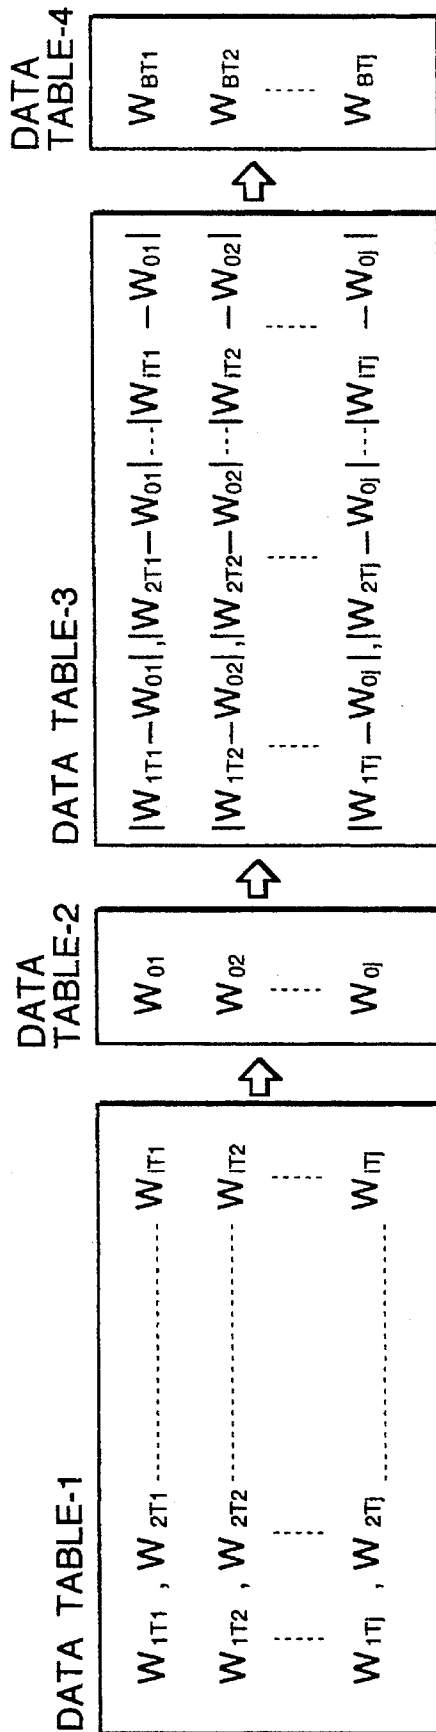 DATA TABLE-1
W1T1 , W2T1 ------------ WiT1
W1T2 , W2T2 ------------ WiT2
W1Tj , W2Tj ------------ WiTj
DATA
TABLE-2
W01
W02
W0j
DATA TABLE-3
|W1T1−W01|,|W2T1−W01|---|WiT1 −W01|
|W1T2−W02|,|W2T2−W02|---|WiT2 −W02|
|W1Tj −W0j|,|W2Tj −W0j|---|WiTj −W0j|
DATA
TABLE-4
WBT1
WBT2
WBTj